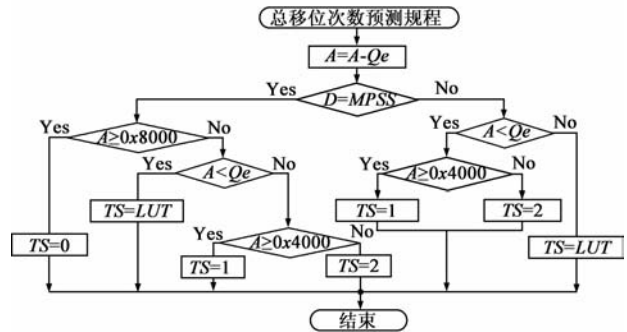 总移位次数预测规程
A=A-Qe
Yes
No
D=MPSS
Yes
No
A≥0x8000
Yes
No
A<Qe
Yes
No
A<Qe
Yes
No
A≥0x4000
TS=LUT
TS=1
TS=2
Yes
No
A≥0x4000
TS=0
TS=1
TS=2
TS=LUT
结束